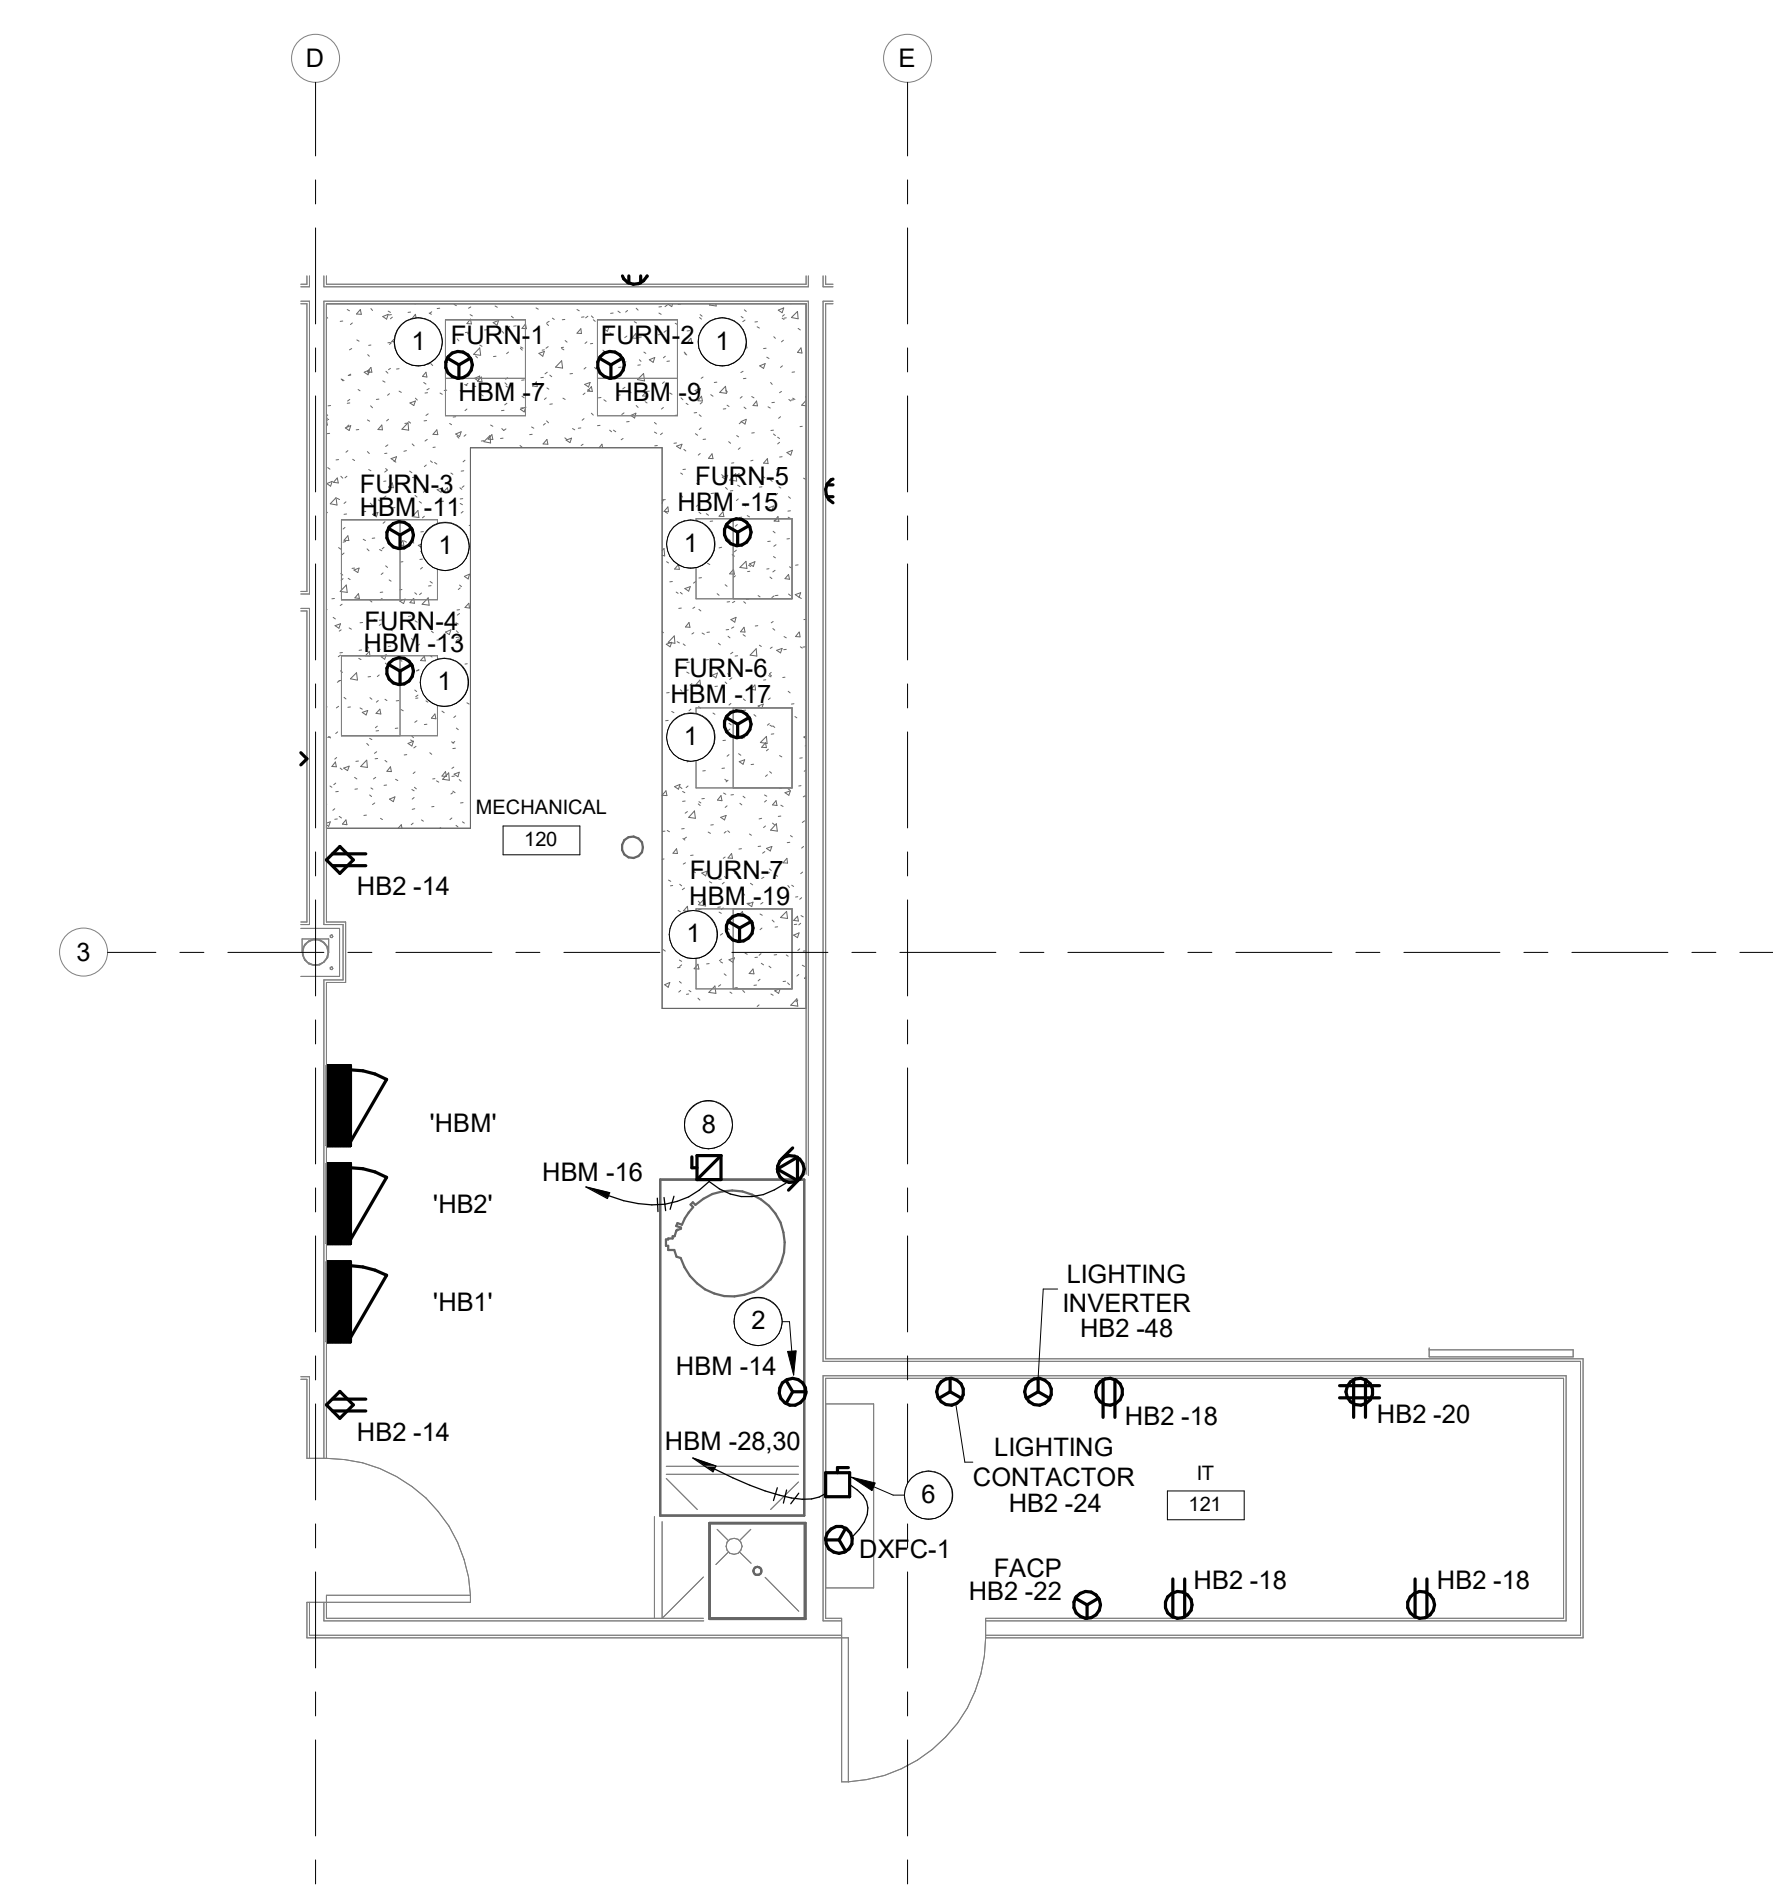 D
E
1
FURN-1
FURN-2
1
HBM -7
HBM -9
FURN-3
HBM -11
1
FURN-5
HBM -15
1
FURN-4
HBM -13
1
FURN-6
HBM -17
1
MECHANICAL
120
HB2 -14
FURN-7
HBM -19
1
3
'HBM'
8
HBM -16
'HB2'
'HB1'
2
HBM -14
LIGHTING
INVERTER
HB2 -48
HB2 -18
HB2 -20
HB2 -14
HBM -28,30
LIGHTING
CONTACTOR
HB2 -24
IT
121
6
DXFC-1
FACP
HB2 -22
HB2 -18
HB2 -18